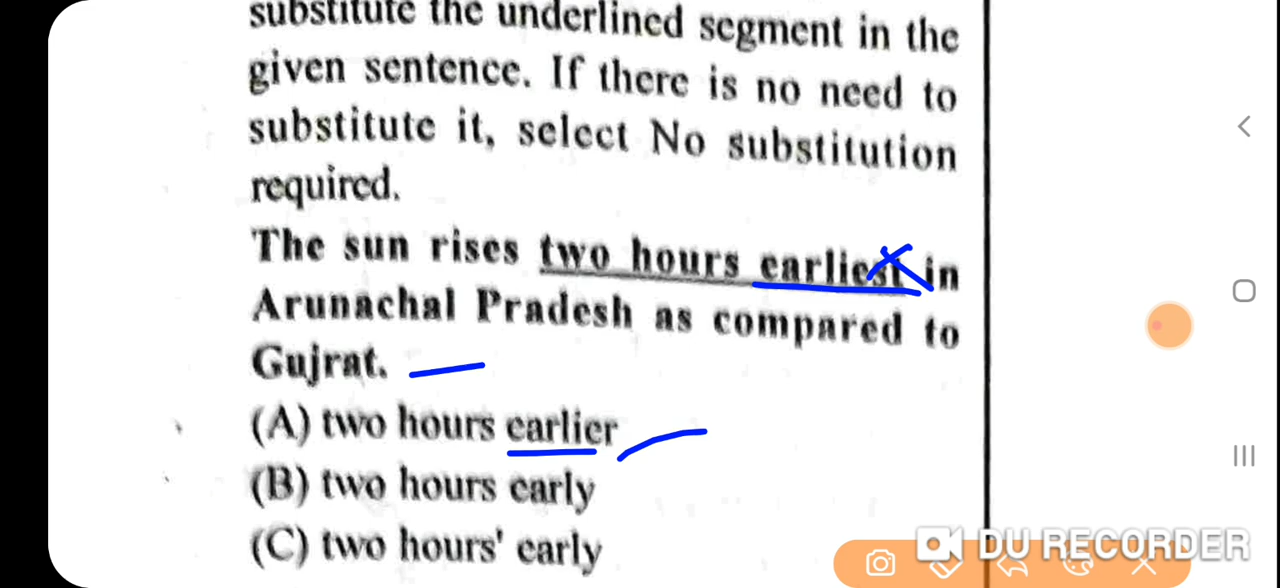 substitute the underlined segment in the
given sentence. If there is no need to
substitute it, select No substitution
required.
The sun rises two hours earliest in
Arunachal Pradesh as compared to
Gujrat.
(A) two hours earlier
(B) two hours early
(C) two hours' early
DU RECORDER